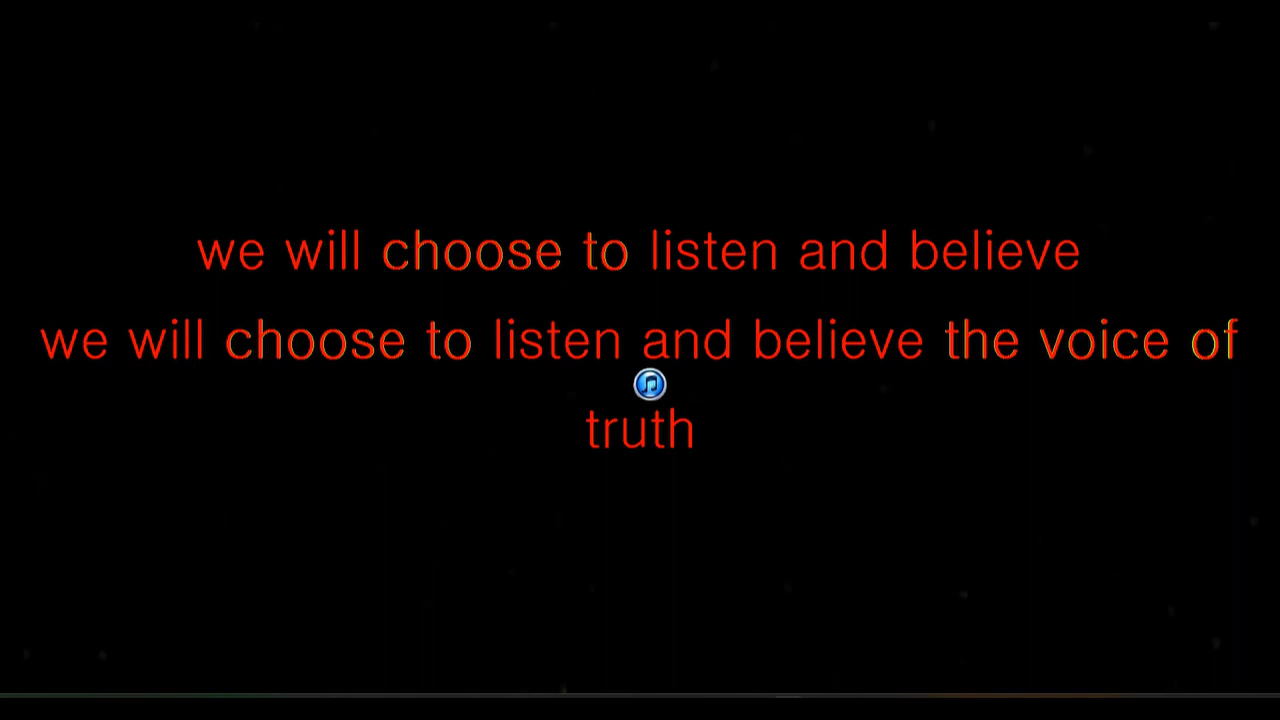 we will choose to listen and believe
we will choose to listen and believe the voice of
truth